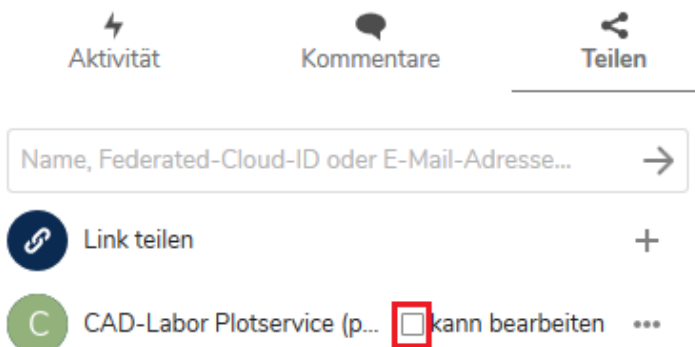 Aktivität
Kommentare
Teilen
Name, Federated-Cloud-ID oder E-Mail-Adresse...
Link teilen
C
CAD-Labor Plotservice (p... kann bearbeiten